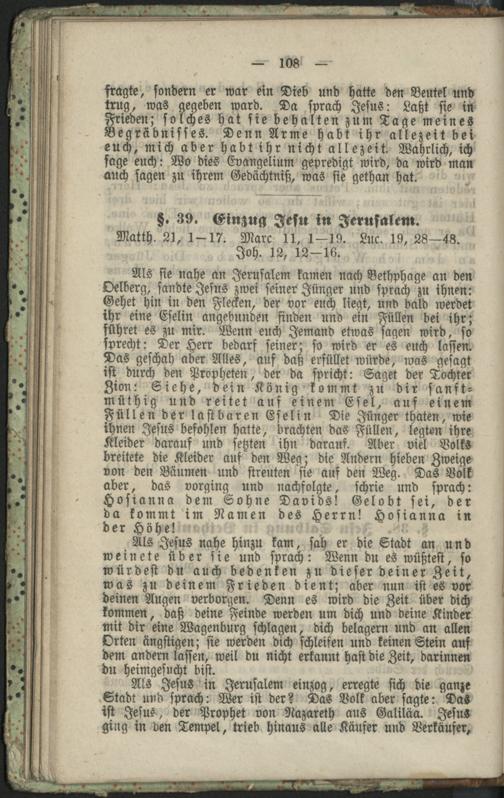 — 108 —
fragte, sondern er war ein Dieb und hatte den Beutel und
trug, was gegeben ward. Da sprach Jesus: Laßt sie in
Frieden; solches hat sie behalten zum Tage meines
Begräbnisses. Denn Arme habt ihr allezeit bei
euch, mich aber habt ihr nicht allezeit. Wahrlich, ich
sage euch: Wo dies Evangelium gepredigt wird, da wird man
auch sagen zu ihrem Gedächtniß, was sie gethan hat.
§. 39. Einzug Jesu in Jerusalem.
Matth. 21, 1—17. Marc 11, 1—19. Luc. 19, 28—48.
Joh. 12, 12—16.
Als sie nahe an Jerusalem kamen nach Bethphage an den
Oelberg, sandte Jesus zwei seiner Jünger und sprach zu ihnen:
Gehet hin in den Flecken, der vor euch liegt, und bald werdet
ihr eine Eselin angebunden finden und ein Füllen bei ihr;
führet es zu mir. Wenn euch Jemand etwas sagen wird, so
sprecht: Der Herr bedarf seiner; so wird er es euch lassen.
Das geschah aber Alles, auf daß erfüllet würde, was gesagt
ist durch den Propheten, der da spricht: Saget der Tochter
Zion: Siehe, dein König kommt zu dir sanft-
müthig und reitet auf einem Esel, auf einem
Füllen der lastbaren Eselin Die Jünger thaten, wie
ihnen Jesus befohlen hatte, brachten das Füllen, legten ihre
Kleider darauf und setzten ihn darauf. Aber viel Volks
breitete die Kleider auf den Weg; die Andern hieben Zweige
von den Bäumen und streuten sie auf den Weg. Das Volk
aber, das vorging und nachfolgte, schrie und sprach:
Hosianna dem Sohne Davids! Gelobt sei, der
da kommt im Namen des Herrn! Hosianna in
der Höhe!
Als Jesus nahe hinzu kam, sah er die Stadt an und
weinete über sie und sprach: Wenn du es wüßtest, so
würdest du auch bedenken zu dieser deiner Zeit,
was zu deinem Frieden dient; aber nun ist es vor
deinen Augen verborgen. Denn es wird die Zeit über dich
kommen, daß deine Feinde werden um dich und deine Kinder
mit dir eine Wagenburg schlagen, dich belagern und an allen
Orten ängstigen; sie werden dich schleifen und keinen Stein auf
dem andern lassen, weil du nicht erkannt hast die Zeit, darinnen
du heimgesucht bist.
Als Jesus in Jerusalem einzog, erregte sich die ganze
Stadt und sprach: Wer ist der? Das Volk aber sagte: Das
ist Jesus, der Prophet von Nazareth aus Galiläa. Jesus
ging in den Tempel, trieb hinaus alle Käufer und Verkäufer,